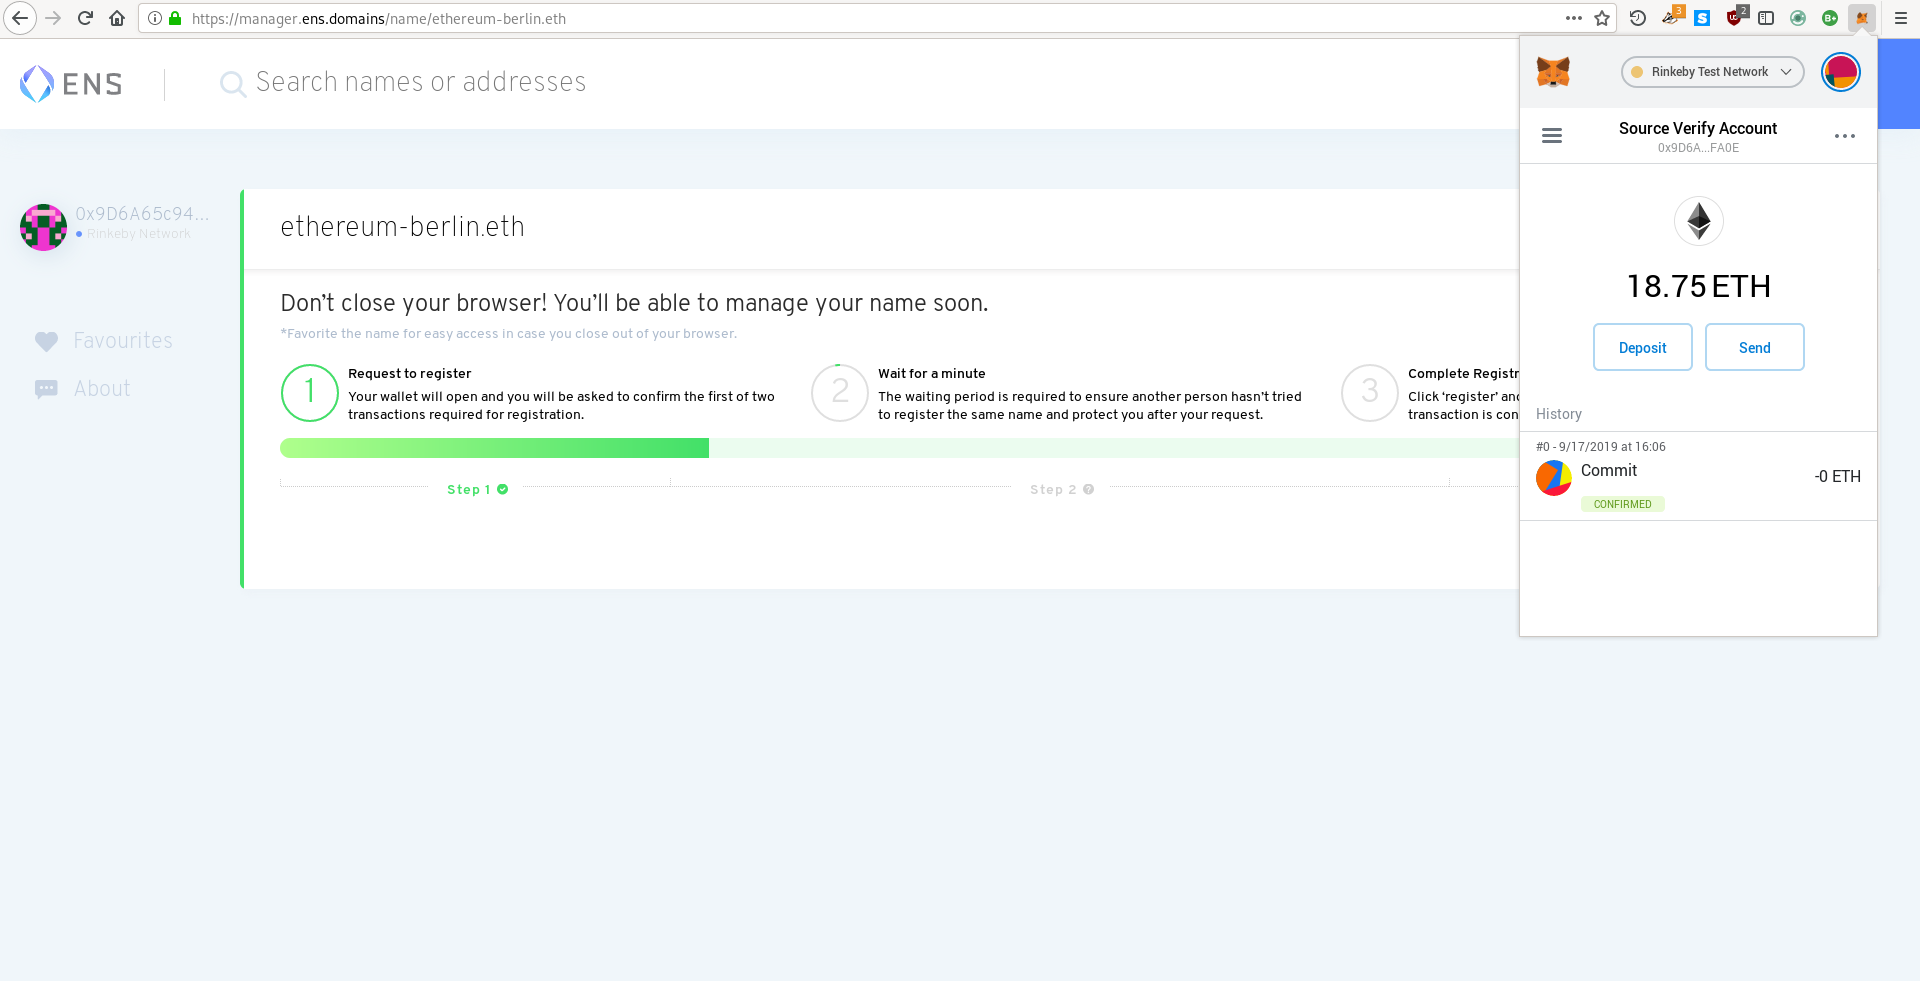 https://manager.ens.domains/name/ethereum-berlin.eth
3
2
ENS
Search names or addresses
0x9D6A65c94...
Rinkeby Network
Favourites
About
ethereum-berlin.eth
Don't close your browser! You'll be able to manage your name soon.
*Favorite the name for easy access in case you close out of your browser.
1
Request to register
Your wallet will open and you will be asked to confirm the first of two
transactions required for registration.
2
Wait for a minute
The waiting period is required to ensure another person hasn't tried
to register the same name and protect you after your request.
3
Complete Registr
Click 'register' and
transaction is con
Step 1
Step 2
Rinkeby Test Network
Source Verify Account
0x9D6A...FA0E
18.75 ETH
Deposit
Send
History
#0 - 9/17/2019 at 16:06
Commit
-0 ETH
CONFIRMED